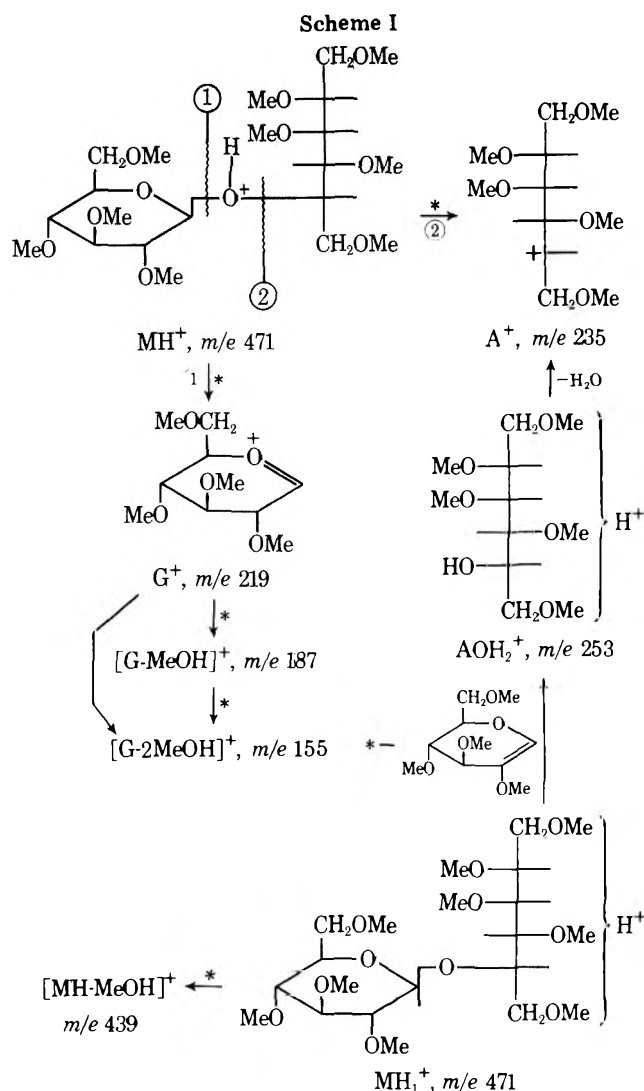 Scheme I
CH₂OMe
MeO
MeO
OMe
CH₂OMe
1
H
O⁺
2
CH₂OMe
O
OMe
MeO
OMe
MH⁺, m/e 471
*
2
CH₂OMe
MeO
MeO
OMe
+
CH₂OMe
A⁺, m/e 235
1 *
MeOCH₂
O⁺
OMe
MeO
OMe
G⁺, m/e 219
-H₂O
CH₂OMe
MeO
MeO
OMe
HO
CH₂OMe
H⁺
AOH₂⁺, m/e 253
*
[G-MeOH]⁺, m/e 187
*
[G-2MeOH]⁺, m/e 155
* -
CH₂OMe
O
OMe
MeO
OMe
CH₂OMe
MeO
MeO
OMe
CH₂OMe
H⁺
CH₂OMe
O
O
OMe
MeO
OMe
[MH-MeOH]⁺
m/e 439
*
MH₁⁺, m/e 471